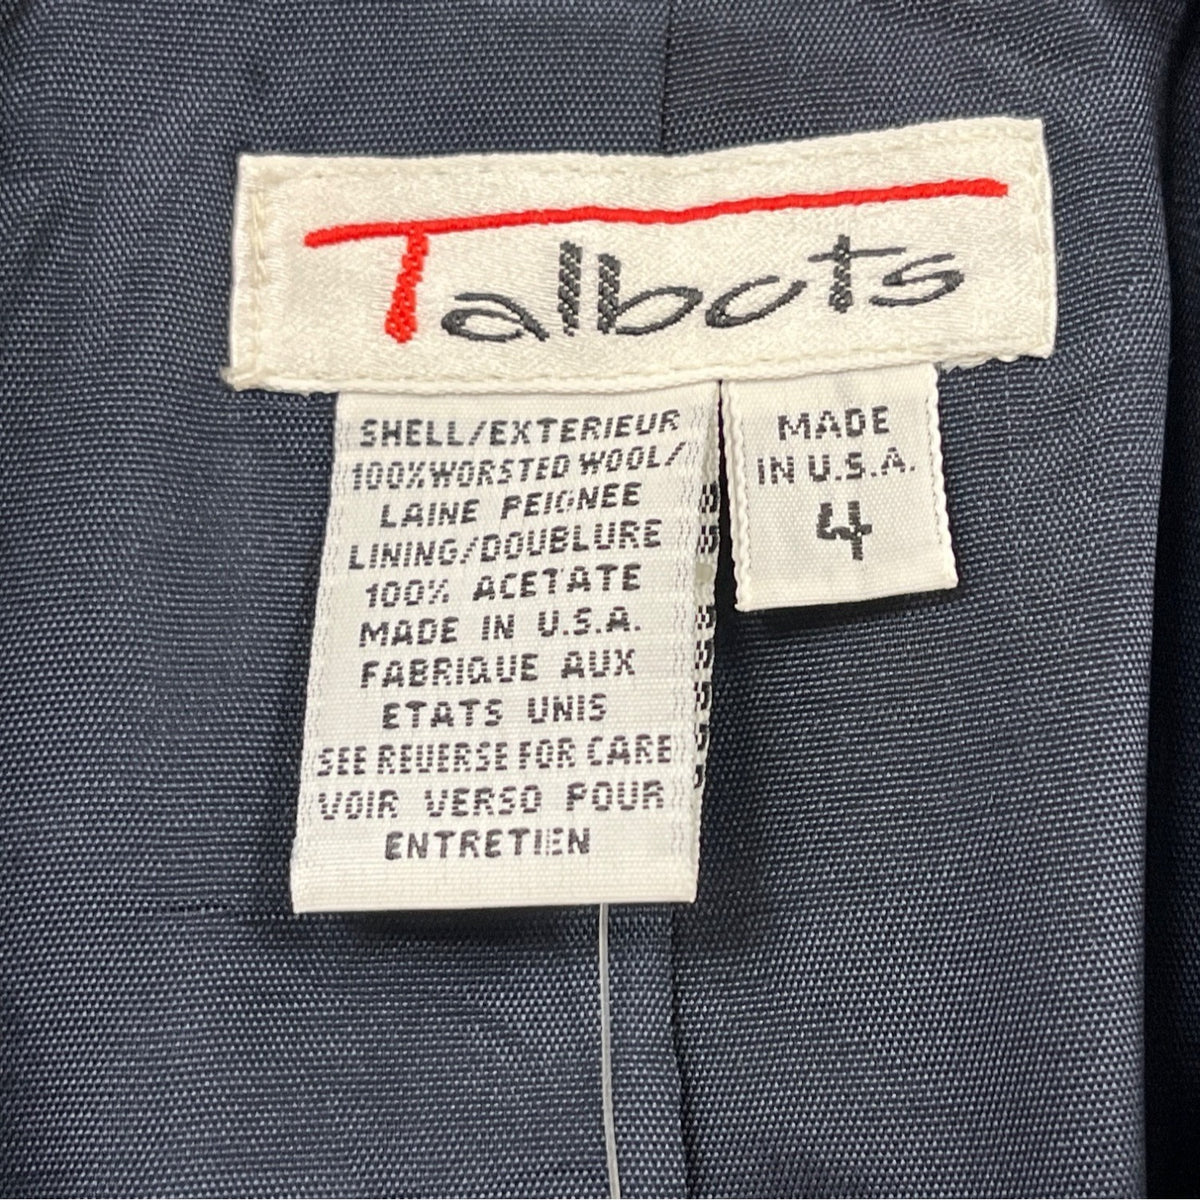 Talbots
SHELL/EXTERIEUR
100% WORSTED WOOL/
LAINE PEIGNEE
LINING/DOUBLURE
100% ACETATE
MADE IN U.S.A.
FABRIQUE AUX
ETATS UNIS
SEE REVERSE FOR CARE
VOIR VERSO POUR
ENTRETIEN
MADE
IN U.S.A.
4